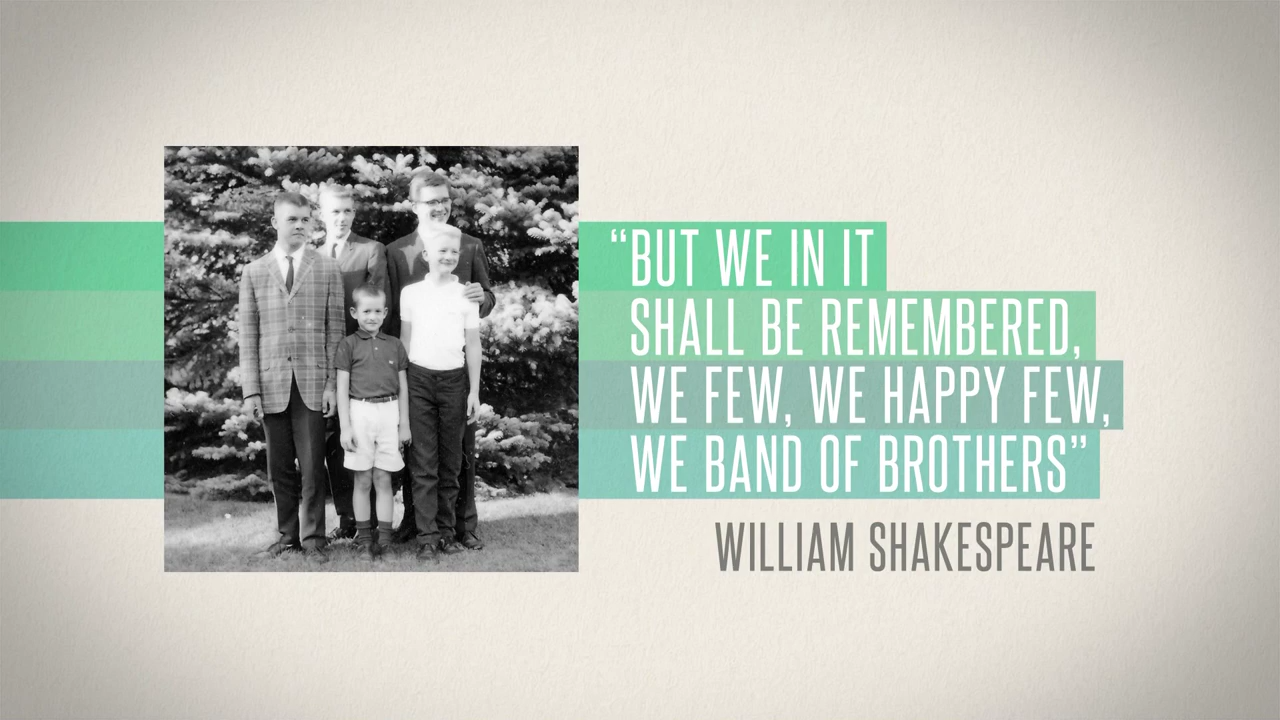 “BUT WE IN IT
SHALL BE REMEMBERED,
WE FEW, WE HAPPY FEW,
WE BAND OF BROTHERS”
WILLIAM SHAKESPEARE